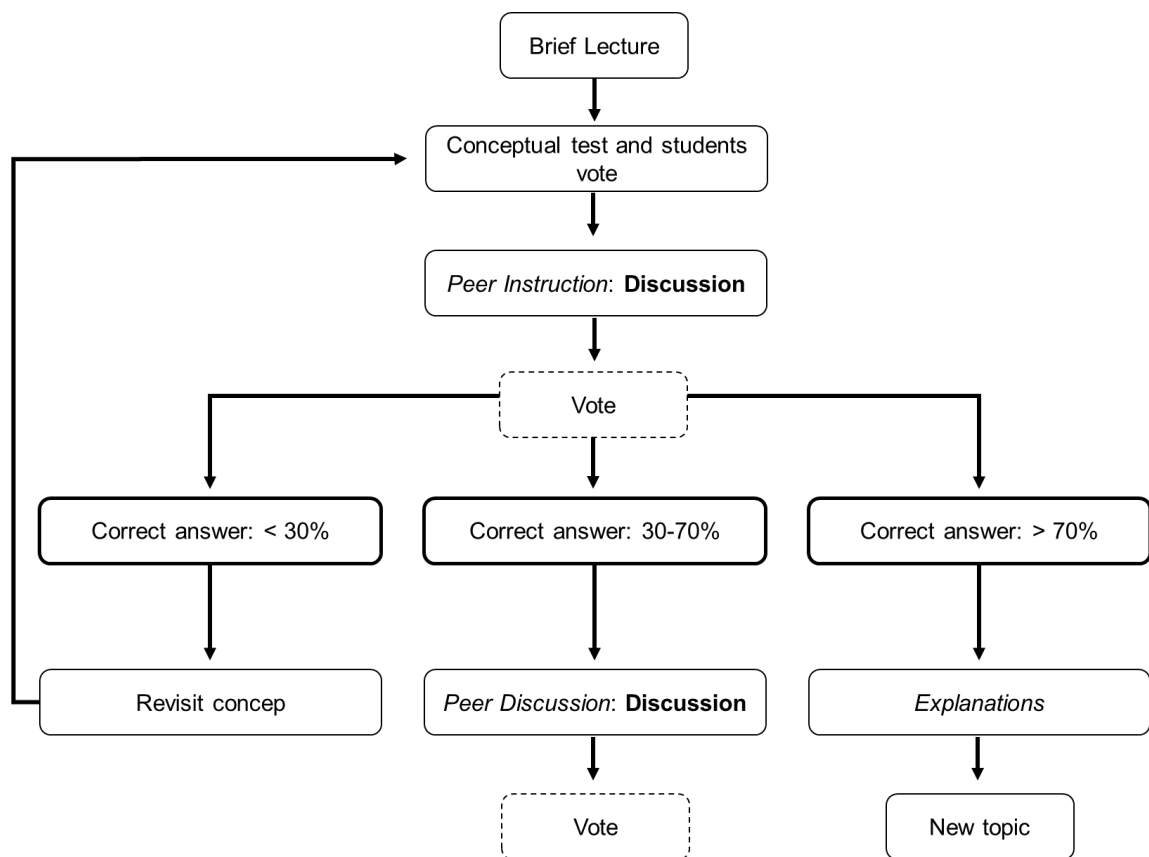 Brief Lecture
Conceptual test and students
vote
Peer Instruction: Discussion
Vote
Correct answer: < 30%
Correct answer: 30-70%
Correct answer: > 70%
Revisit concep
Peer Discussion: Discussion
Explanations
Vote
New topic